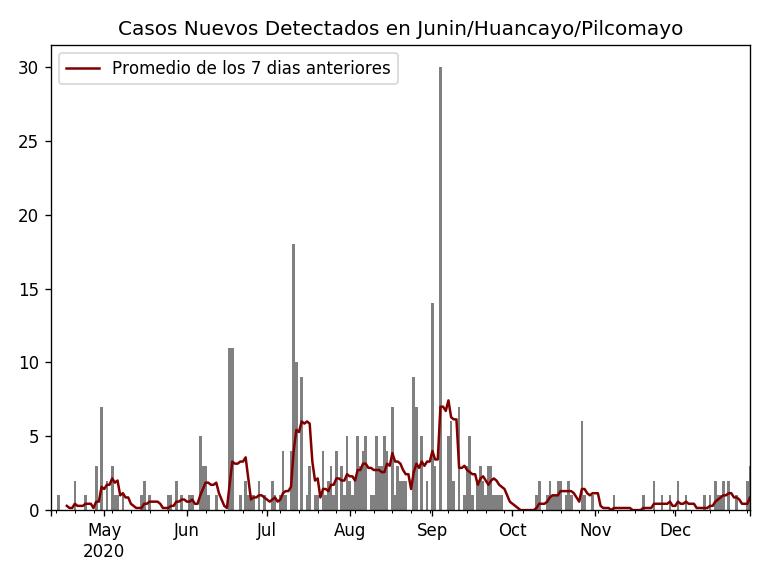 Casos Nuevos Detectados en Junin/Huancayo/Pilcomayo
Promedio de los 7 dias anteriores
30
25
20
15
10
5
0
May Jun Jul Aug Sep Oct Nov Dec
2020